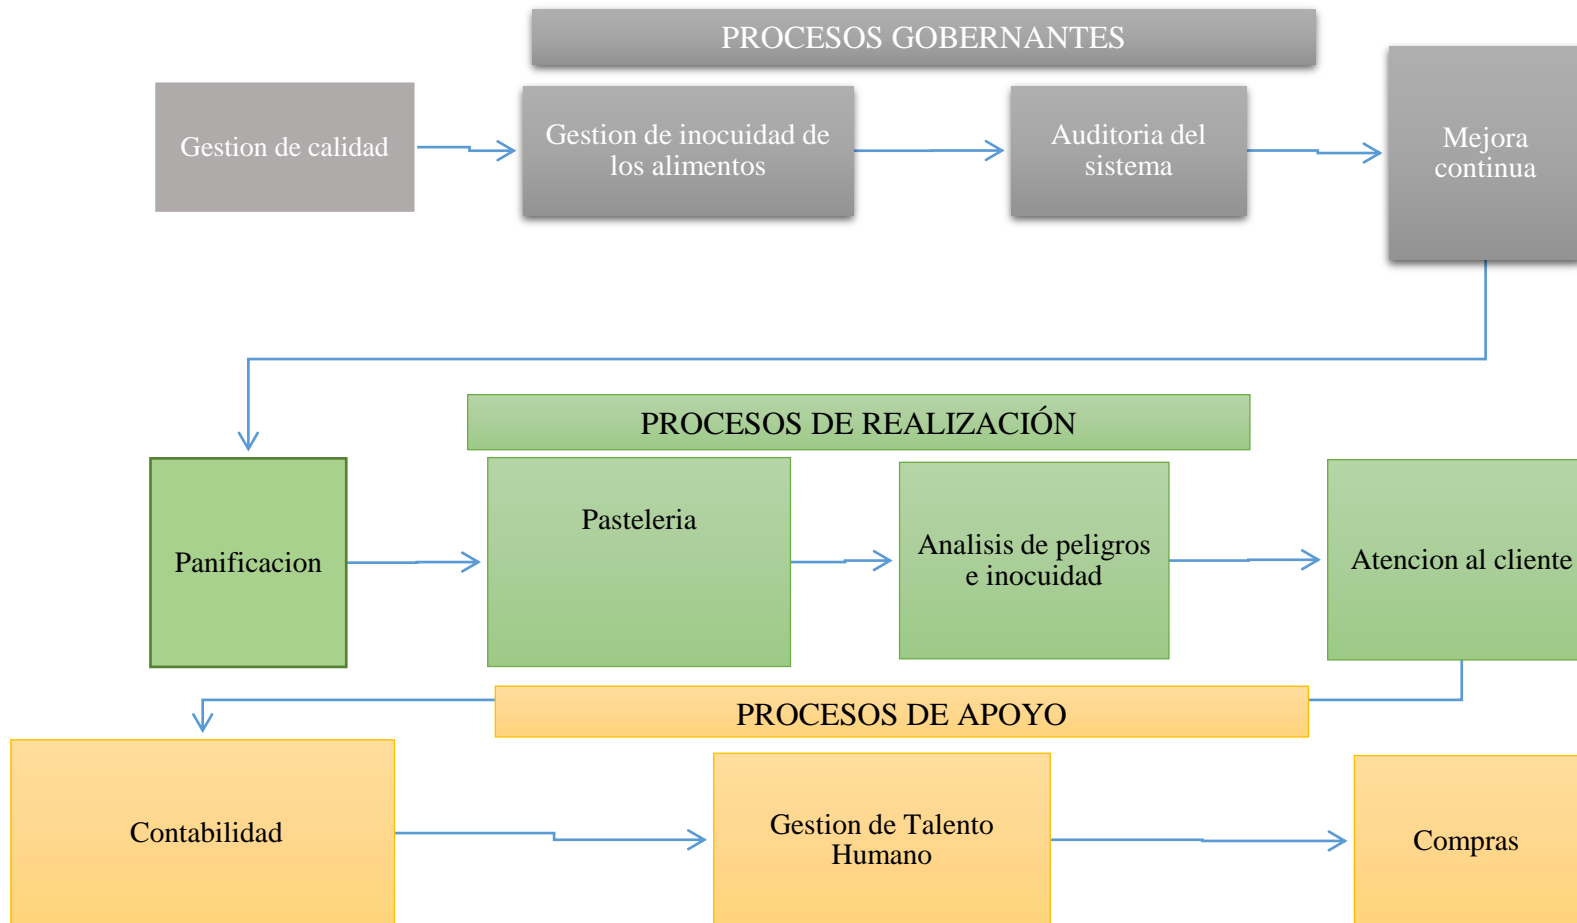 PROCESOS GOBERNANTES
Gestion de calidad
Gestion de inocuidad de
los alimentos
Auditoria del
sistema
Mejora
continua
PROCESOS DE REALIZACIÓN
Panificacion
Pasteleria
Analisis de peligros
e inocuidad
Atencion al cliente
PROCESOS DE APOYO
Contabilidad
Gestion de Talento
Humano
Compras